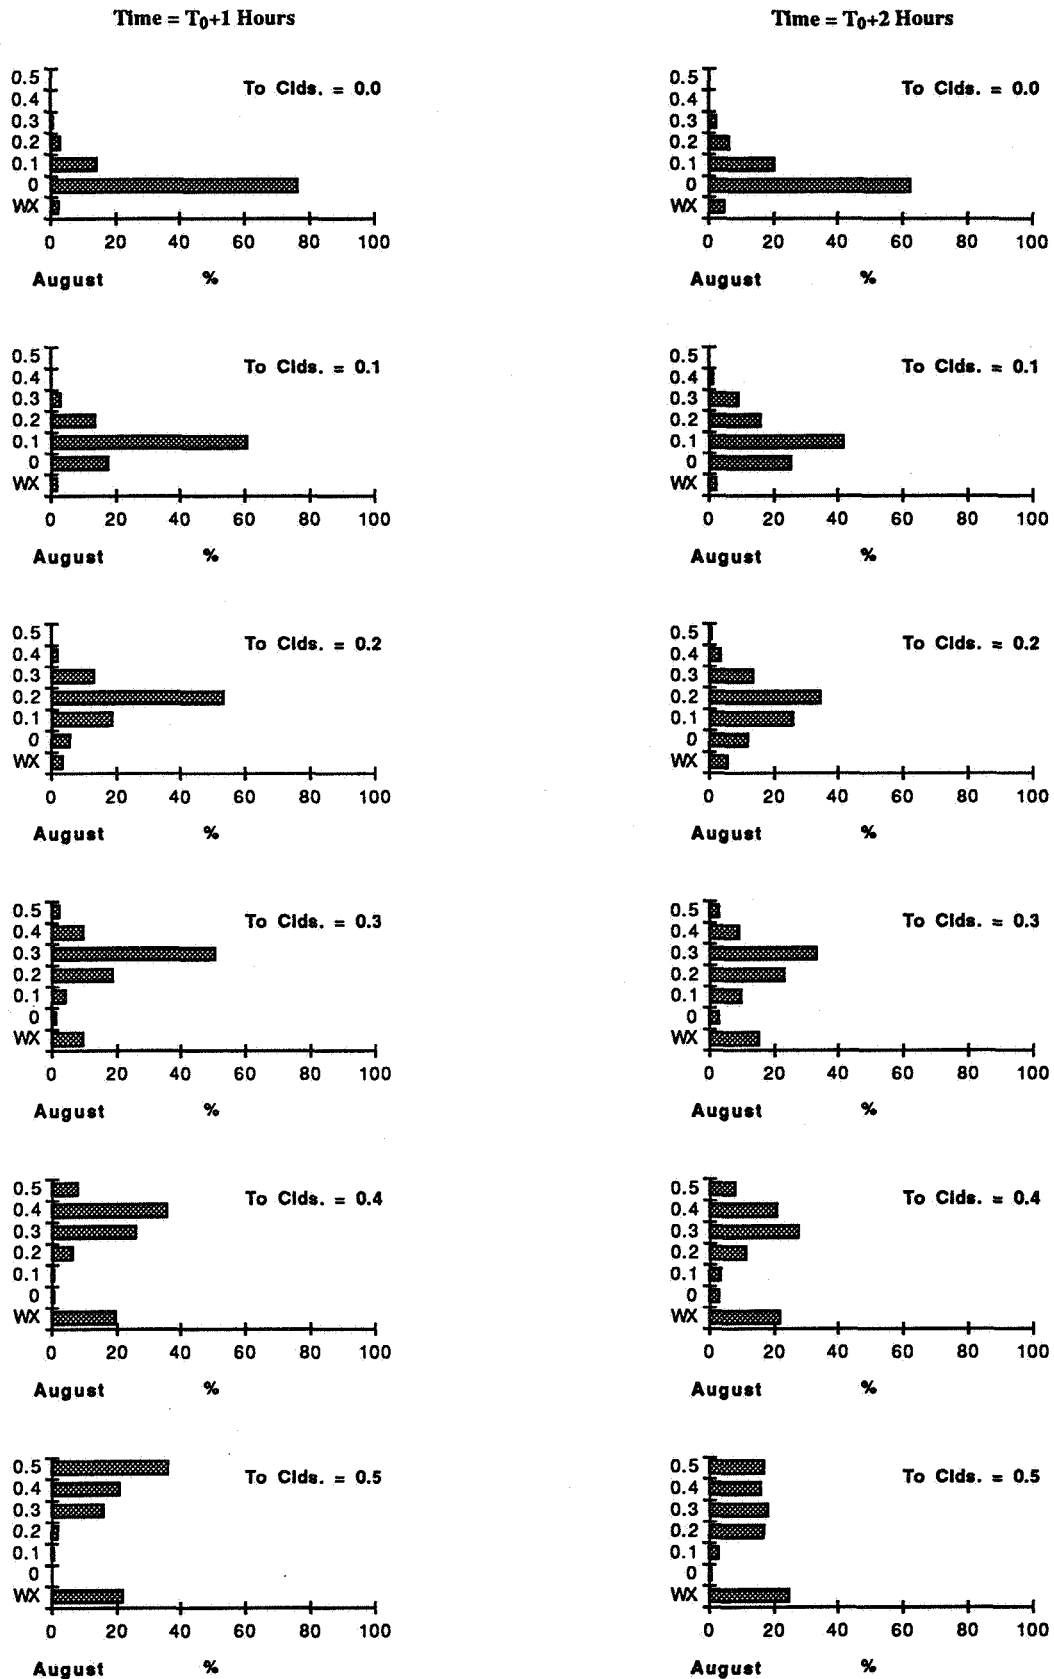 Time = T0+1 Hours
Time = T0+2 Hours
To Clds. = 0.0
0.5
0.4
0.3
0.2
0.1
0
WX
0 20 40 60 80 100
August %
To Clds. = 0.0
0.5
0.4
0.3
0.2
0.1
0
WX
0 20 40 60 80 100
August %
To Clds. = 0.1
0.5
0.4
0.3
0.2
0.1
0
WX
0 20 40 60 80 100
August %
To Clds. = 0.1
0.5
0.4
0.3
0.2
0.1
0
WX
0 20 40 60 80 100
August %
To Clds. = 0.2
0.5
0.4
0.3
0.2
0.1
0
WX
0 20 40 60 80 100
August %
To Clds. = 0.2
0.5
0.4
0.3
0.2
0.1
0
WX
0 20 40 60 80 100
August %
To Clds. = 0.3
0.5
0.4
0.3
0.2
0.1
0
WX
0 20 40 60 80 100
August %
To Clds. = 0.3
0.5
0.4
0.3
0.2
0.1
0
WX
0 20 40 60 80 100
August %
To Clds. = 0.4
0.5
0.4
0.3
0.2
0.1
0
WX
0 20 40 60 80 100
August %
To Clds. = 0.4
0.5
0.4
0.3
0.2
0.1
0
WX
0 20 40 60 80 100
August %
To Clds. = 0.5
0.5
0.4
0.3
0.2
0.1
0
WX
0 20 40 60 80 100
August %
To Clds. = 0.5
0.5
0.4
0.3
0.2
0.1
0
WX
0 20 40 60 80 100
August %